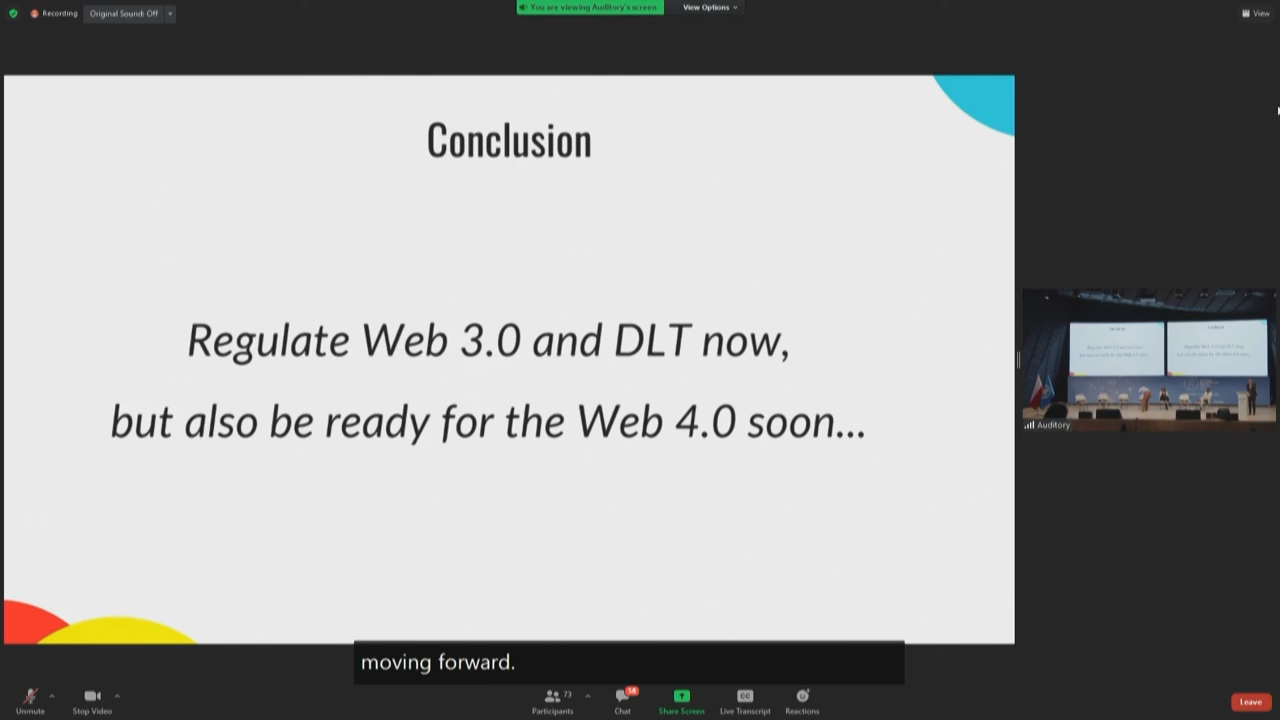 Recording
Original Sound: Off
You are viewing Auditory's screen
View Options
View
Conclusion
Regulate Web 3.0 and DLT now,
but also be ready for the Web 4.0 soon...
Auditory
moving forward.
Unmute
Stop Video
Participants
73
Chat
58
Share Screen
CC
Live Transcript
Reactions
Leave